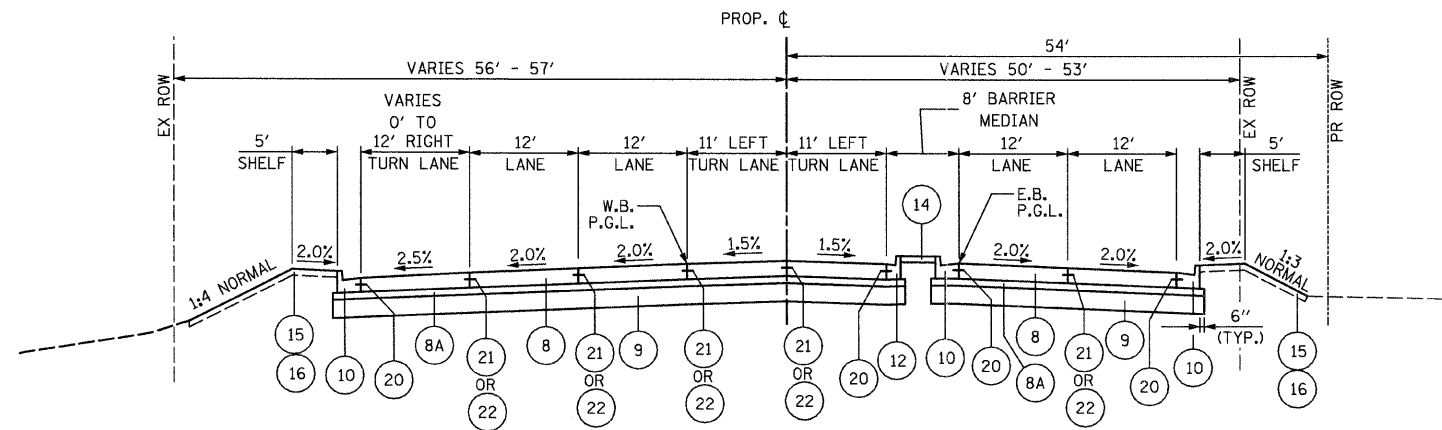 PROP. ℄
54'
VARIES 56' - 57'
VARIES 50' - 53'
EX ROW
EX ROW
PR ROW
VARIES
0' TO
12' RIGHT
TURN LANE
8' BARRIER
MEDIAN
5'
SHELF
12'
LANE
12'
LANE
11' LEFT
TURN LANE
11' LEFT
TURN LANE
12'
LANE
12'
LANE
5'
SHELF
W.B.
P.G.L.
14
E.B.
P.G.L.
1:4 NORMAL
2.0%
2.5%
2.0%
2.0%
1.5%
1.5%
2.0%
2.0%
2.0%
1:3
NORMAL
6"
(TYP.)
15
16
10
20
8A
21
OR
22
8
21
OR
22
9
21
OR
22
21
OR
22
20
12
10
20
8A
8
21
OR
22
9
20
10
15
16